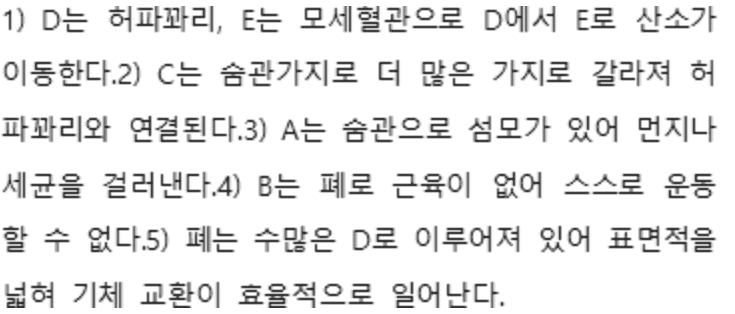 1) D는 허파꽈리, E는 모세혈관으로 D에서 E로 산소가
이동한다.2) C는 숨관가지로 더 많은 가지로 갈라져 허
파꽈리와 연결된다.3) A는 숨관으로 섬모가 있어 먼지나
세균을 걸러낸다.4) B는 폐로 근육이 없어 스스로 운동
할 수 없다.5) 폐는 수많은 D로 이루어져 있어 표면적을
넓혀 기체 교환이 효율적으로 일어난다.